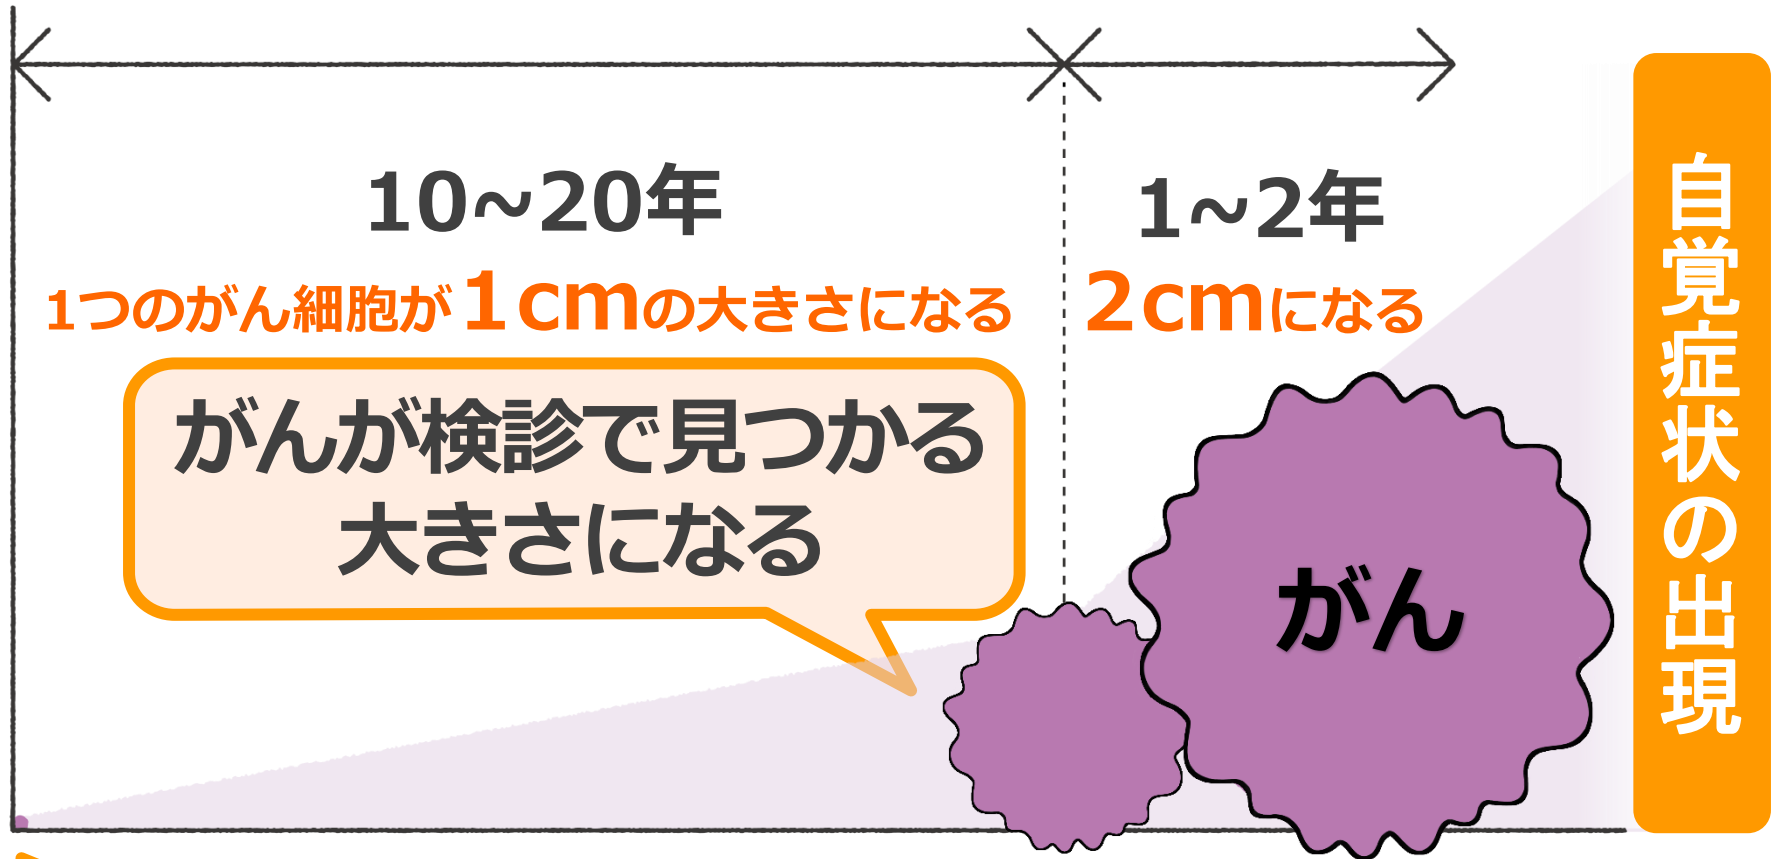 10~20年
1つのがん細胞が1cmの大きさになる
1~2年
2cmになる
がんが検診で見つかる
大きさになる
がん
自覚症状の出現